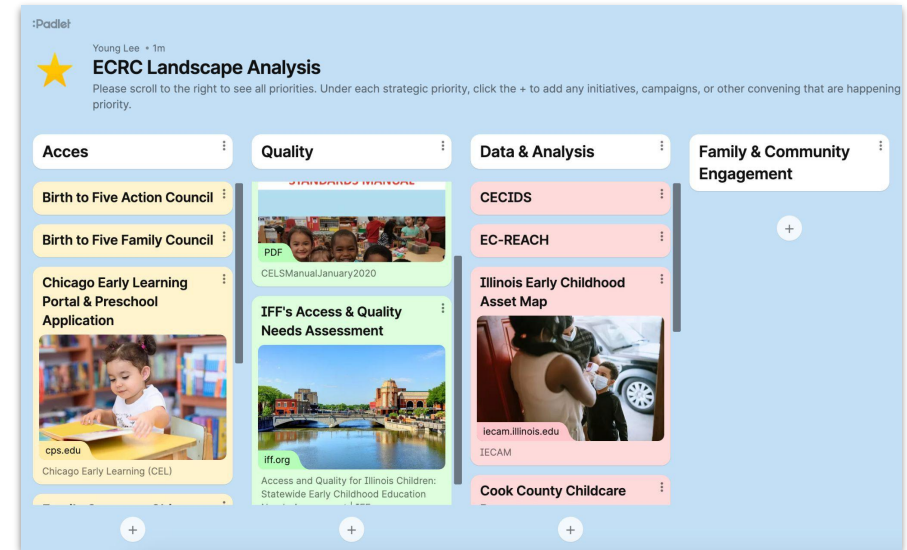 :Padlet
Young Lee • 1m
ECRC Landscape Analysis
Please scroll to the right to see all priorities. Under each strategic priority, click the + to add any initiatives, campaigns, or other convening that are happening
priority.
Acces
Birth to Five Action Council
Birth to Five Family Council
Chicago Early Learning
Portal & Preschool
Application
cps.edu
Chicago Early Learning (CEL)
Quality
STANDARDS MANUAL
PDF
CELSManualJanuary2020
IFF's Access & Quality
Needs Assessment
iff.org
Access and Quality for Illinois Children:
Statewide Early Childhood Education
Data & Analysis
CECIDS
EC-REACH
Illinois Early Childhood
Asset Map
iecam.illinois.edu
IECAM
Cook County Childcare
Family & Community
Engagement